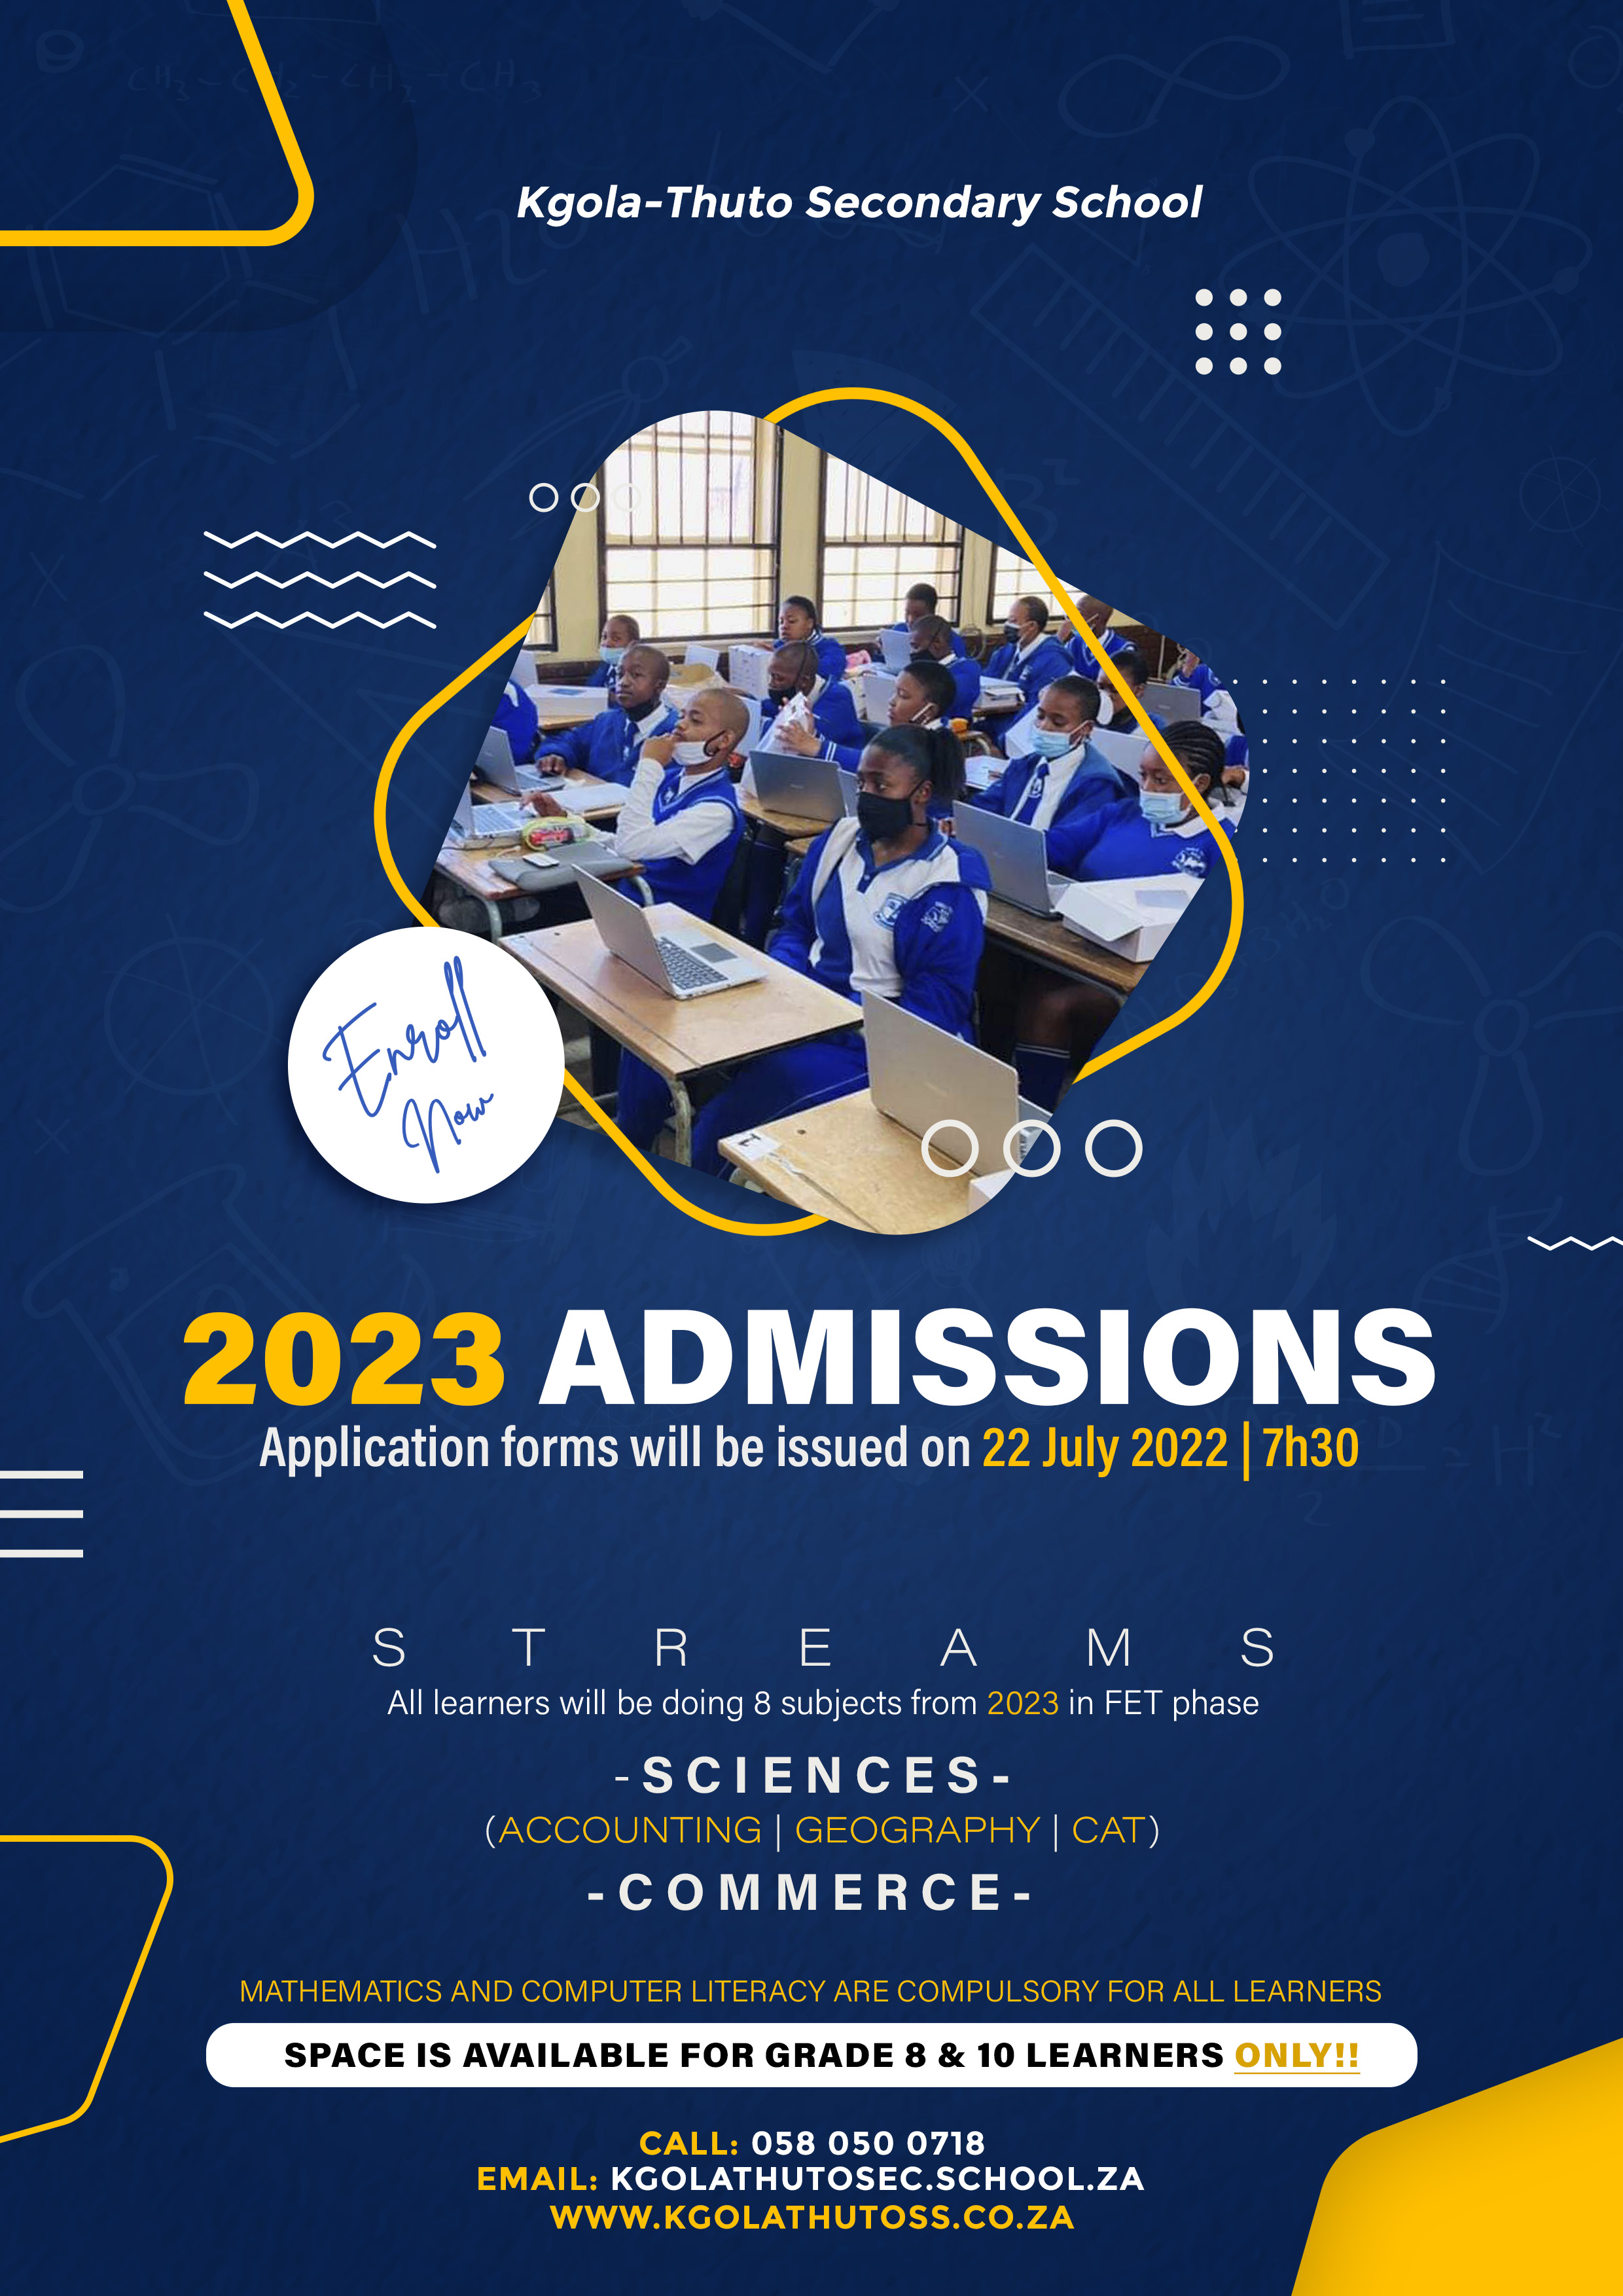 Kgola-Thuto Secondary School
Enroll
Now
2023 ADMISSIONS
Application forms will be issued on 22 July 2022 | 7h30
STREAMS
All learners will be doing 8 subjects from 2023 in FET phase
-SCIENCES-
(ACCOUNTING | GEOGRAPHY | CAT)
-COMMERCE-
MATHEMATICS AND COMPUTER LITERACY ARE COMPULSORY FOR ALL LEARNERS
SPACE IS AVAILABLE FOR GRADE 8 & 10 LEARNERS ONLY!!
CALL: 058 050 0718
EMAIL: KGOLATHUTOSEC.SCHOOL.ZA
WWW.KGOLATHUTOSS.CO.ZA